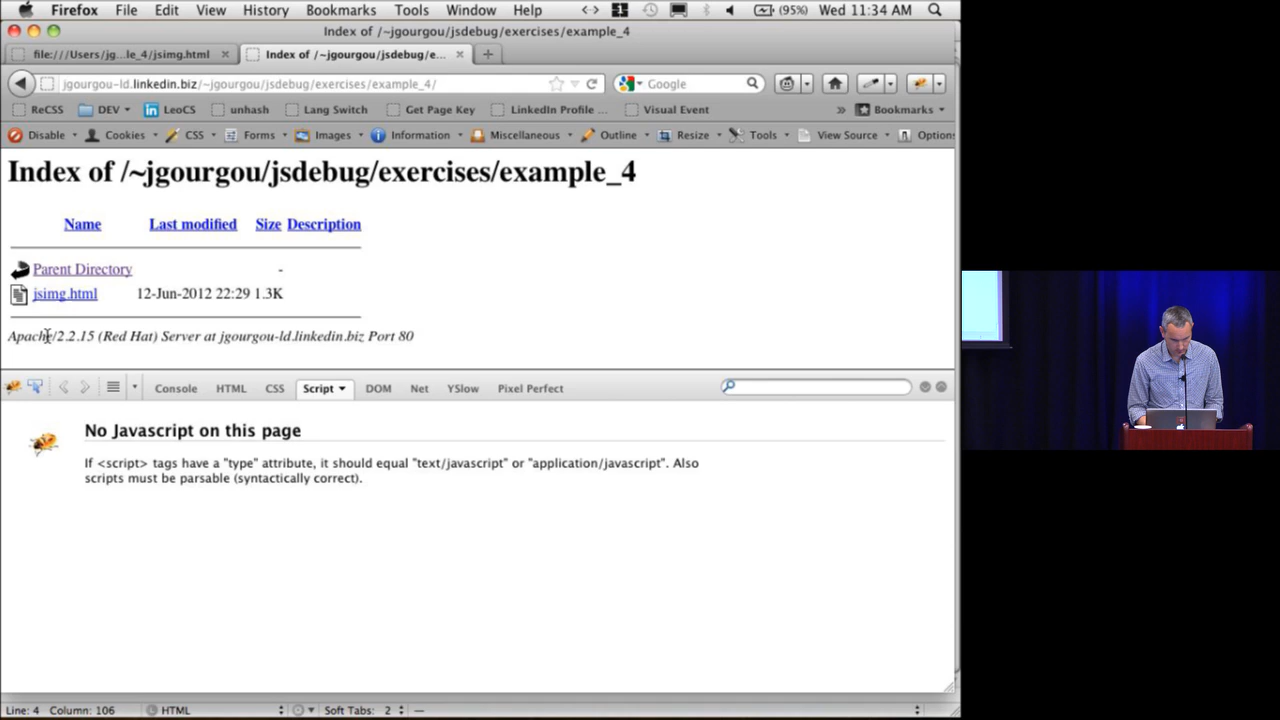 Firefox File Edit View History Bookmarks Tools Window Help (95%) Wed 11:34 AM
Index of /~jgourgou/jsdebug/exercises/example_4
file:///Users/jg...le_4/jsimg.html Index of /~jgourgou/jsdebug/e...
jgourgou-ld.linkedin.biz/~jgourgou/jsdebug/exercises/example_4/ Google
ReCSS DEV LeoCS unhash Lang Switch Get Page Key LinkedIn Profile ... Visual Event » Bookmarks
Disable Cookies CSS Forms Images Information Miscellaneous Outline Resize Tools View Source Option
Index of /~jgourgou/jsdebug/exercises/example_4
Name Last modified Size Description
Parent Directory -
jsimg.html 12-Jun-2012 22:29 1.3K
Apache/2.2.15 (Red Hat) Server at jgourgou-ld.linkedin.biz Port 80
Console HTML CSS Script DOM Net YSlow Pixel Perfect
No Javascript on this page
If <script> tags have a "type" attribute, it should equal "text/javascript" or "application/javascript". Also
scripts must be parsable (syntactically correct).
Line: 4 Column: 106 HTML Soft Tabs: 2 —